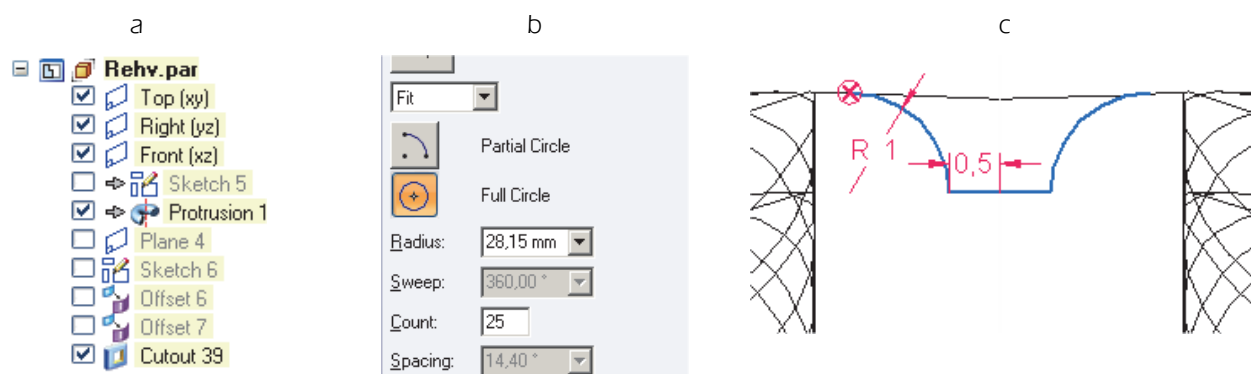 a
b
c
Rehv.par
Top (xy)
Right (yz)
Front (xz)
Sketch 5
Protrusion 1
Plane 4
Sketch 6
Offset 6
Offset 7
Cutout 39
Fit
Partial Circle
Full Circle
Radius: 28,15 mm
Sweep: 360,00 °
Count: 25
Spacing: 14,40 °
R 1
0,5